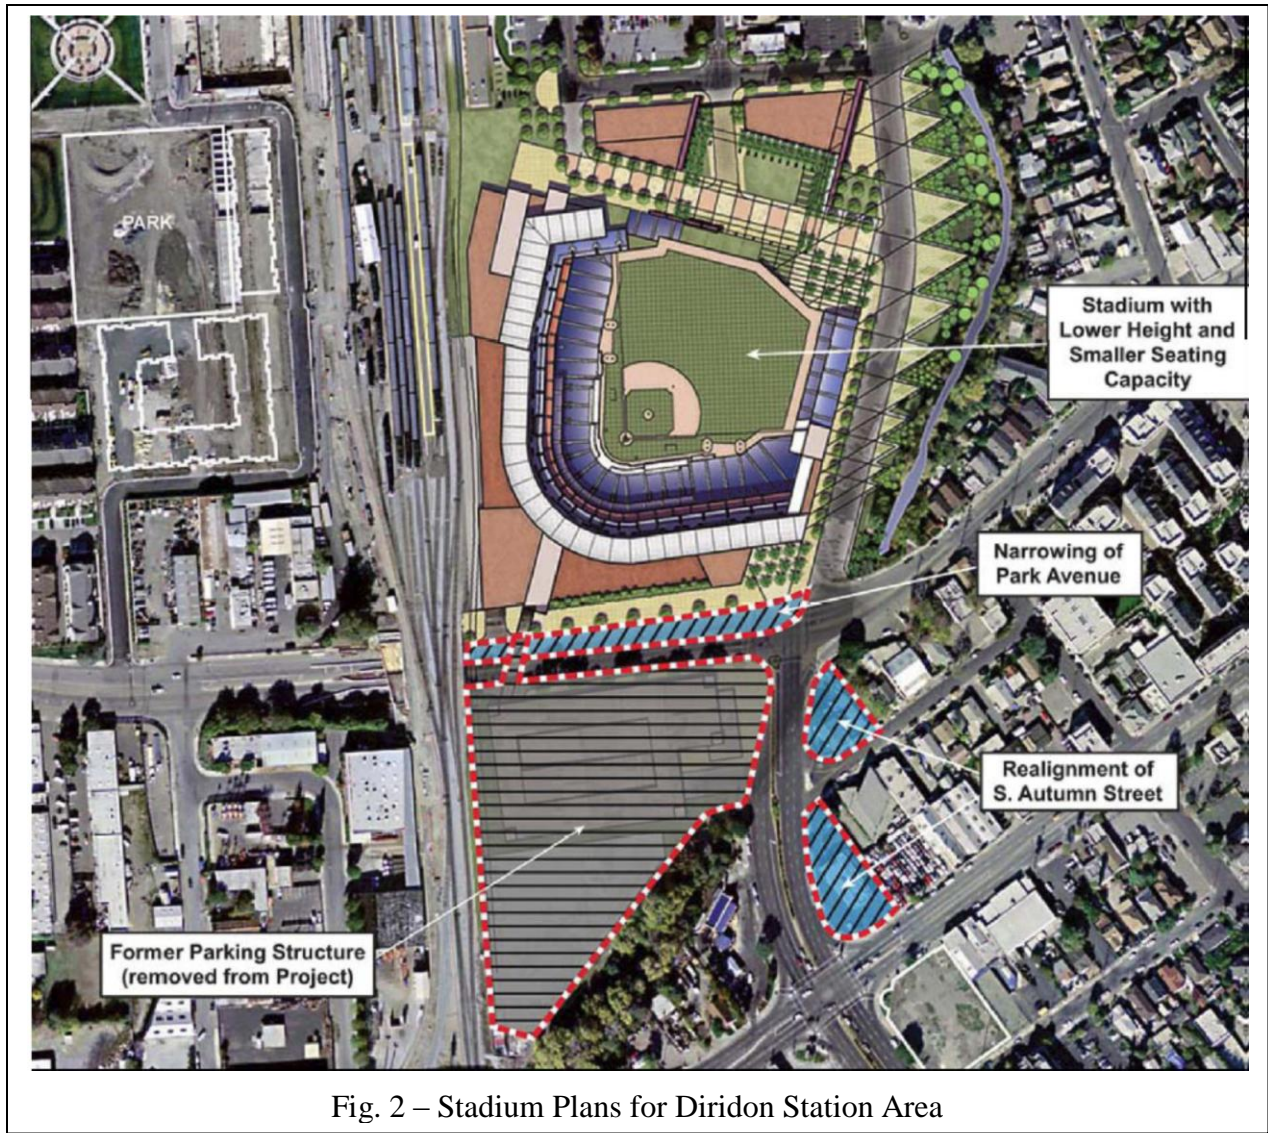 PARK
Stadium with
Lower Height and
Smaller Seating
Capacity
Narrowing of
Park Avenue
Realignment of
S. Autumn Street
Former Parking Structure
(removed from Project)
Fig. 2 – Stadium Plans for Diridon Station Area